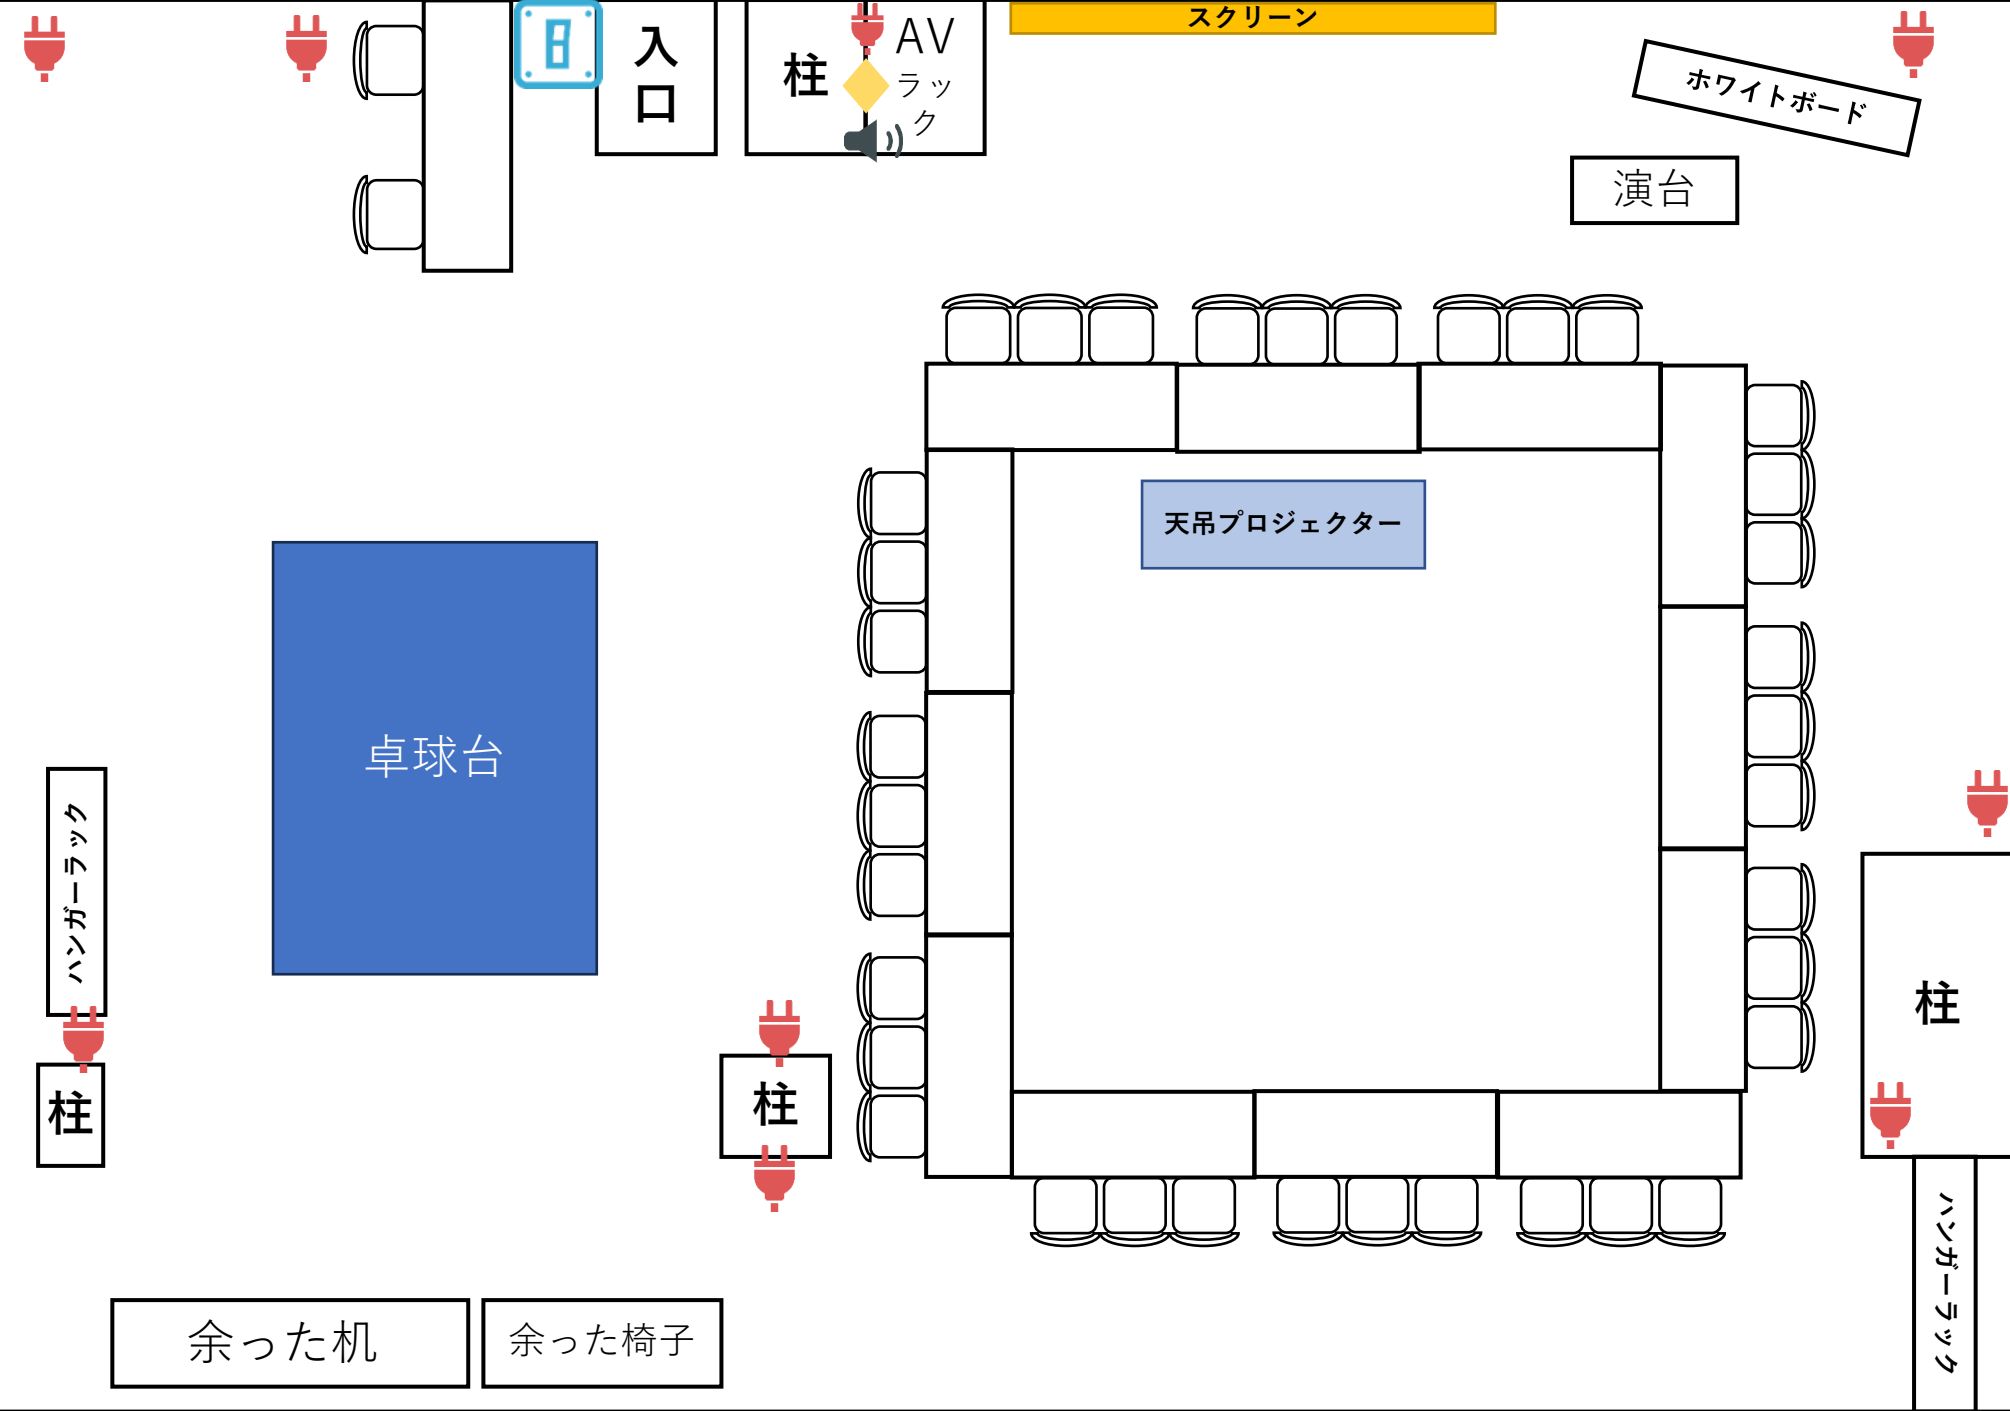 スクリーン
入
口
柱
AV
ラッ
ク
ホワイトボード
演台
天吊プロジェクター
卓球台
ハンガーラック
柱
柱
柱
ハンガーラック
余った机
余った椅子